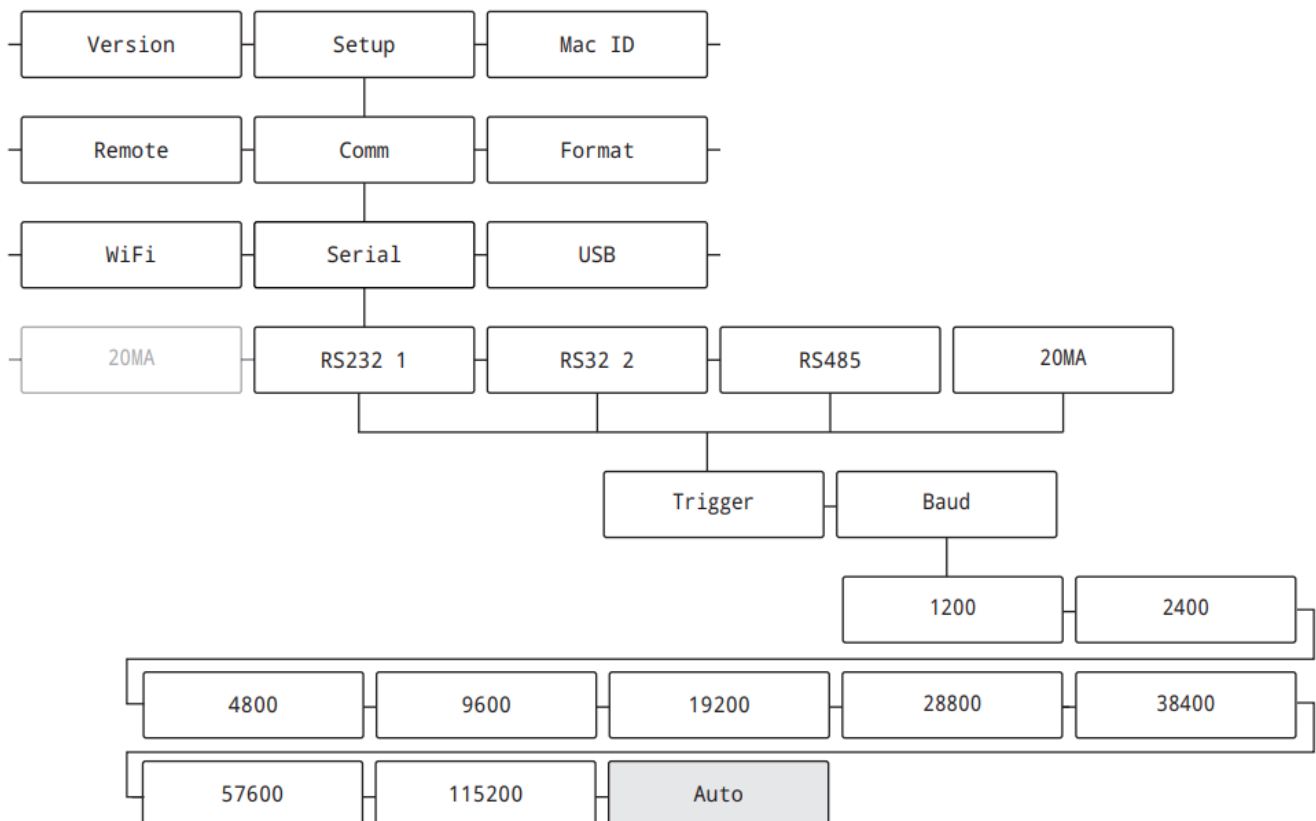 Version Setup Mac ID
Remote Comm Format
WiFi Serial USB
20MA RS232 1 RS32 2 RS485 20MA
Trigger Baud
1200 2400
4800 9600 19200 28800 38400
57600 115200 Auto